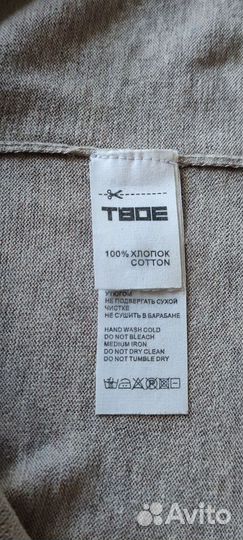 ТВОЕ
100% ХЛОПОК
COTTON
УТЮГОМ
НЕ ПОДВЕРГАТЬ СУХОЙ
ЧИСТКЕ
НЕ СУШИТЬ В БАРАБАНЕ
HAND WASH COLD
DO NOT BLEACH
MEDIUM IRON
DO NOT DRY CLEAN
DO NOT TUMBLE DRY
Avito